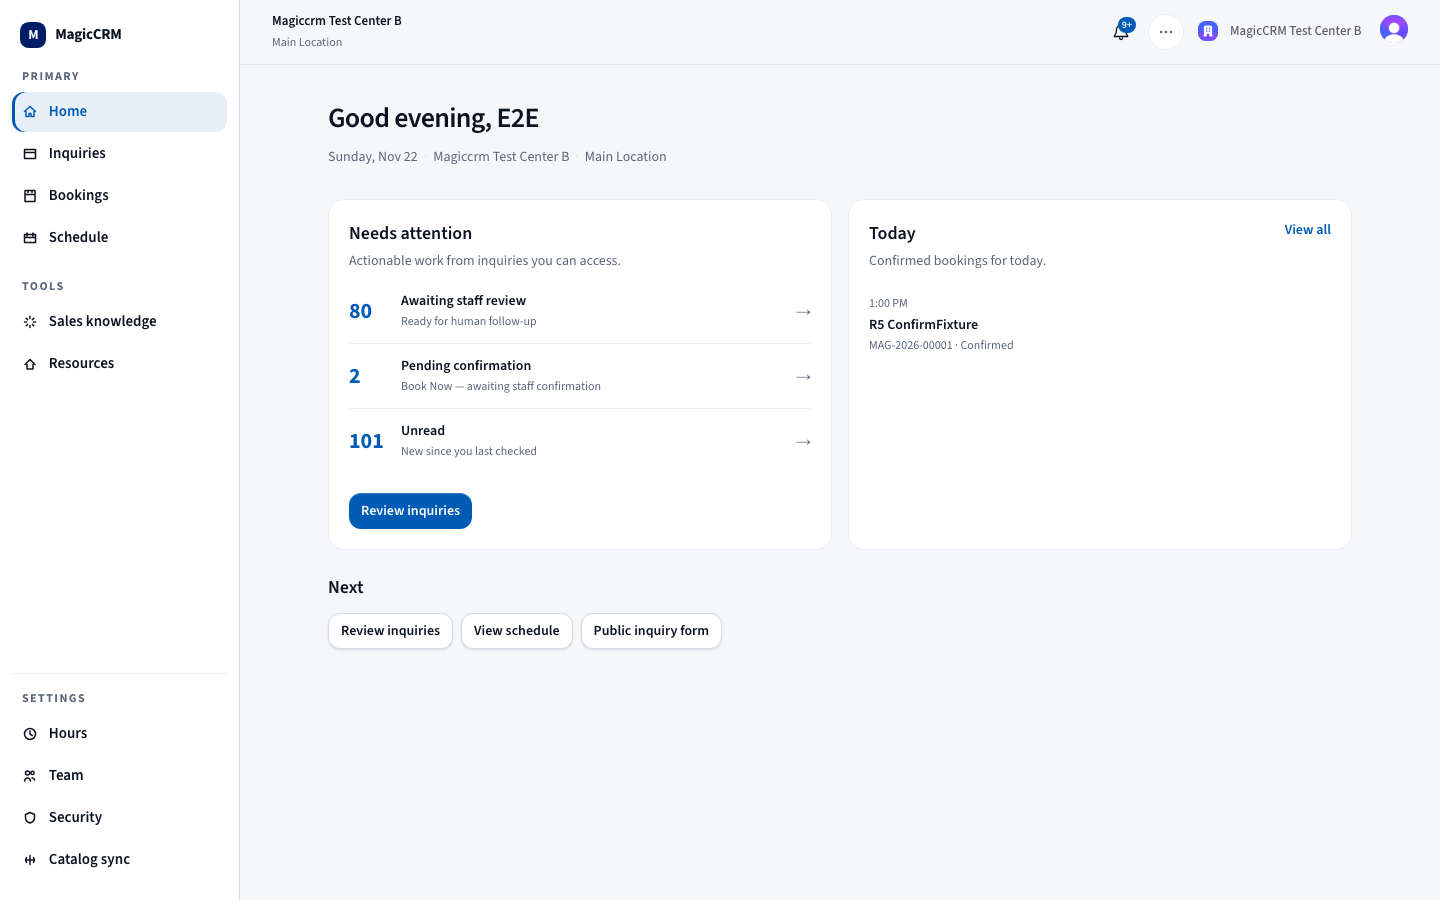 M MagicCRM
PRIMARY
Home
Inquiries
Bookings
Schedule
TOOLS
Sales knowledge
Resources
SETTINGS
Hours
Team
Security
Catalog sync
Magiccrm Test Center B
Main Location
9+
MagicCRM Test Center B
Good evening, E2E
Sunday, Nov 22 · Magiccrm Test Center B · Main Location
Needs attention
Actionable work from inquiries you can access.
80
Awaiting staff review
Ready for human follow-up
→
2
Pending confirmation
Book Now — awaiting staff confirmation
→
101
Unread
New since you last checked
→
Review inquiries
Today
View all
Confirmed bookings for today.
1:00 PM
R5 ConfirmFixture
MAG-2026-00001 · Confirmed
Next
Review inquiries
View schedule
Public inquiry form